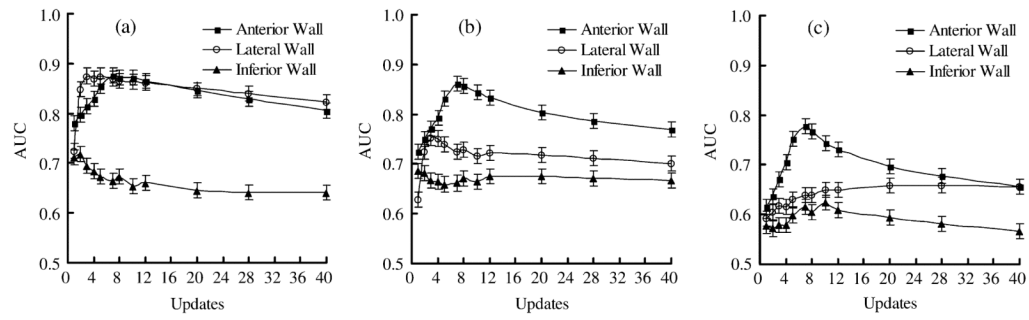 (a)
Anterior Wall
Lateral Wall
Inferior Wall
AUC
1.0
0.9
0.8
0.7
0.6
0.5
0 4 8 12 16 20 24 28 32 36 40
Updates
(b)
Anterior Wall
Lateral Wall
Inferior Wall
AUC
1.0
0.9
0.8
0.7
0.6
0.5
0 4 8 12 16 20 24 28 32 36 40
Updates
(c)
Anterior Wall
Lateral Wall
Inferior Wall
AUC
1.0
0.9
0.8
0.7
0.6
0.5
0 4 8 12 16 20 24 28 32 36 40
Updates